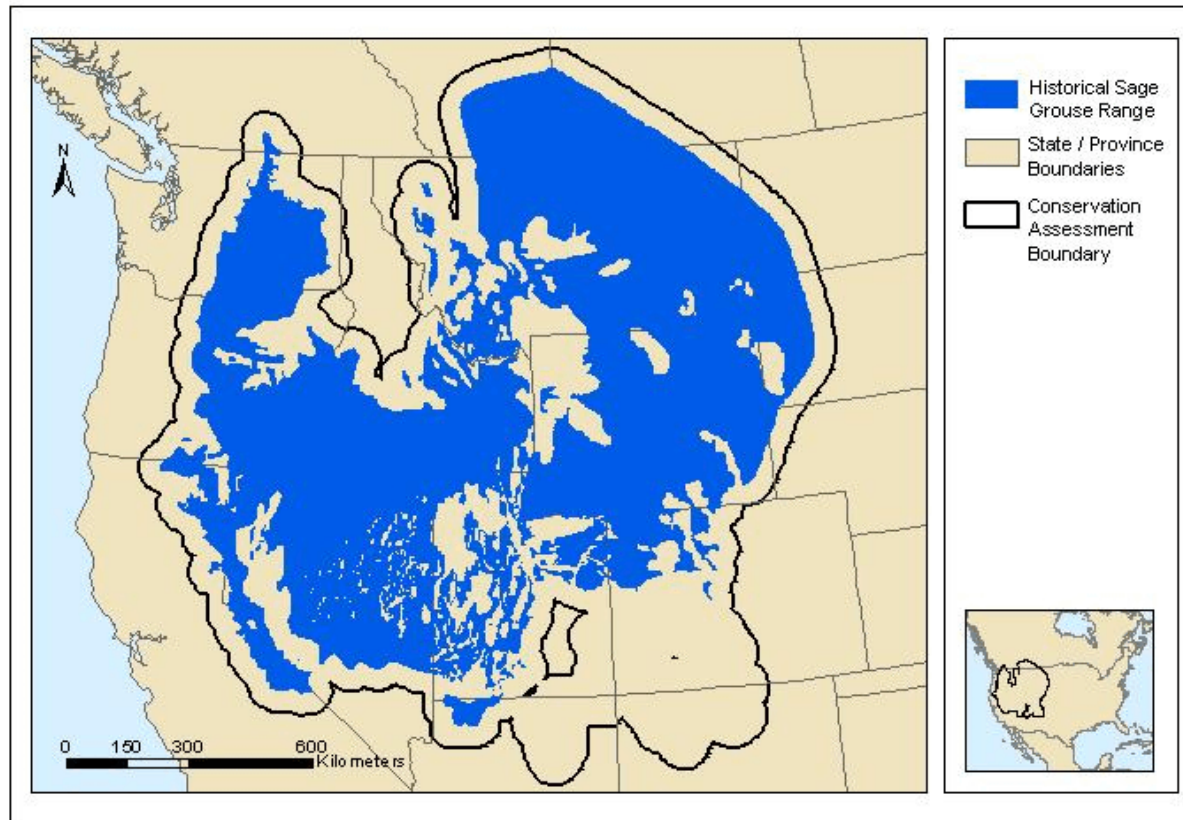 N
0 150 300 600
Kilometers
Historical Sage
Grouse Range
State / Province
Boundaries
Conservation
Assessment
Boundary